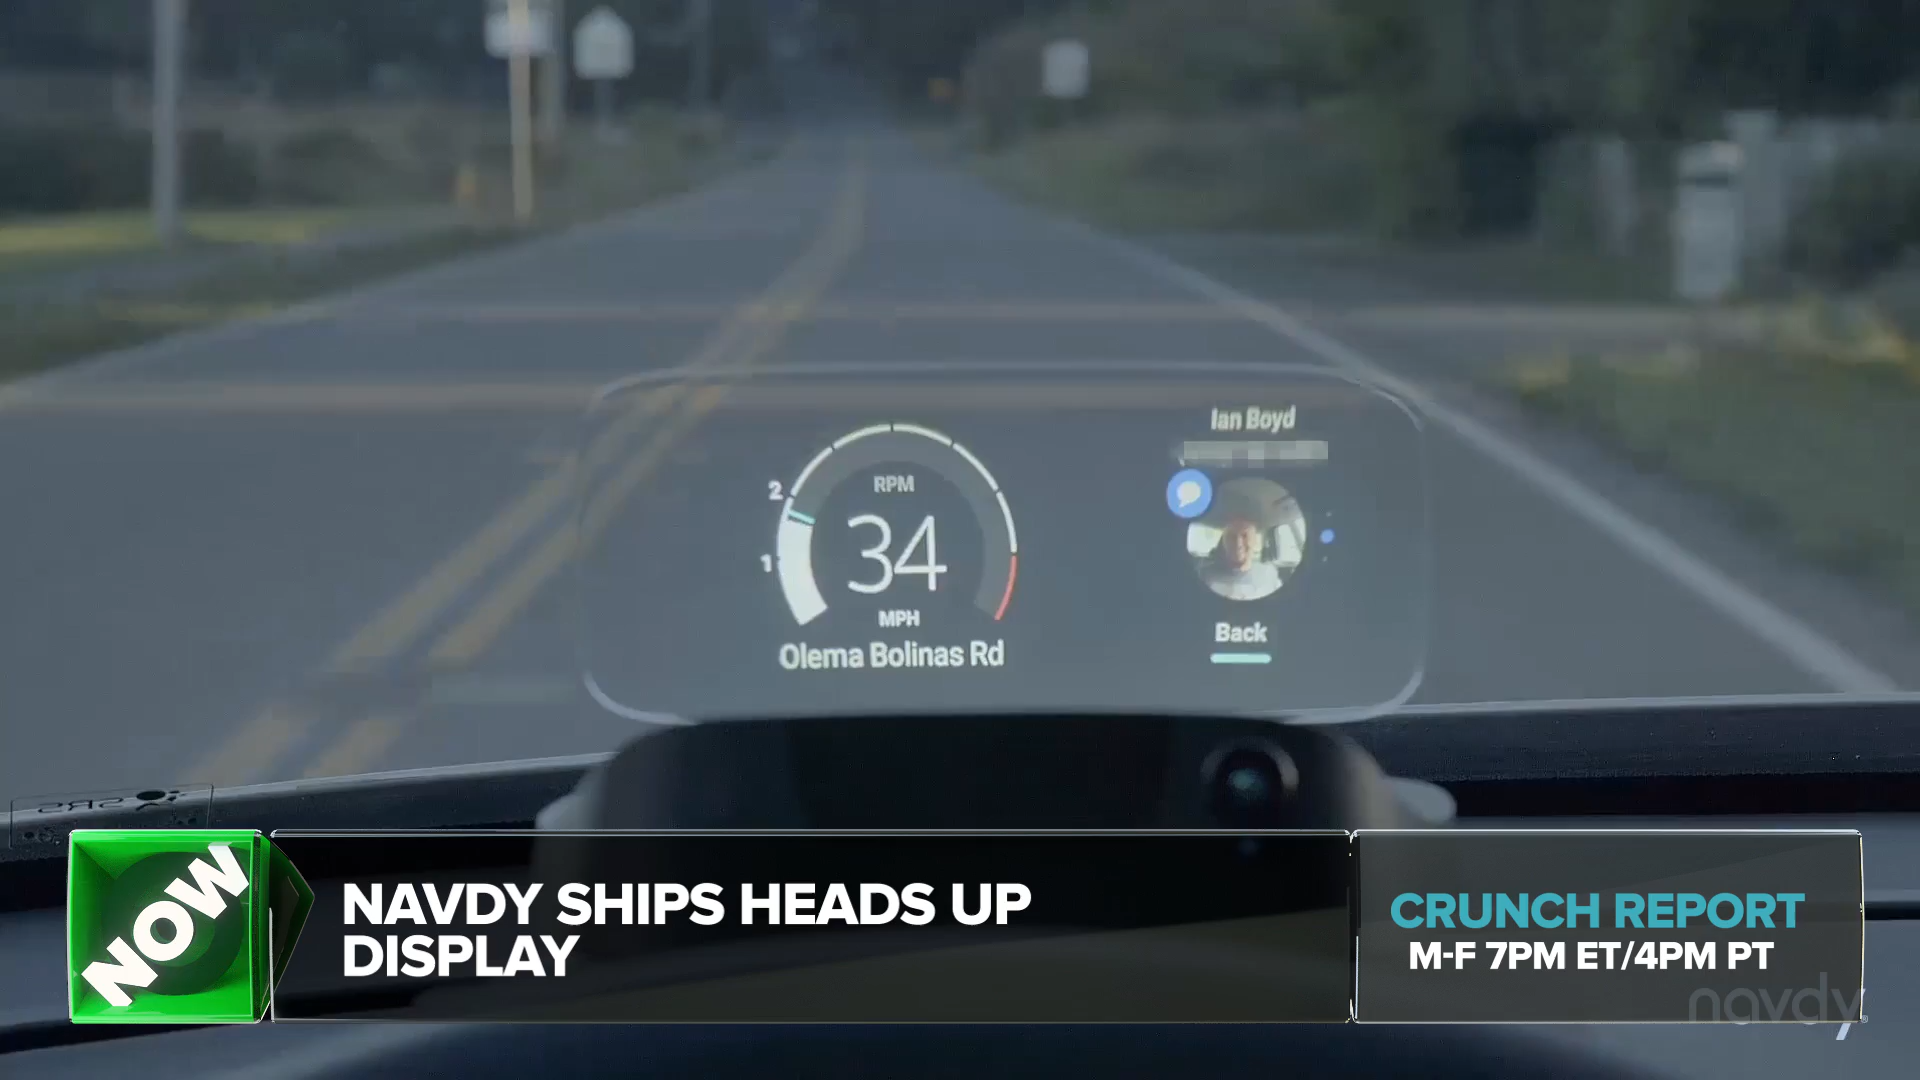 Ian Boyd
2
RPM
34
1
MPH
Back
Olema Bolinas Rd
SRS
NOW
NAVDY SHIPS HEADS UP
DISPLAY
CRUNCH REPORT
M-F 7PM ET/4PM PT
navdy